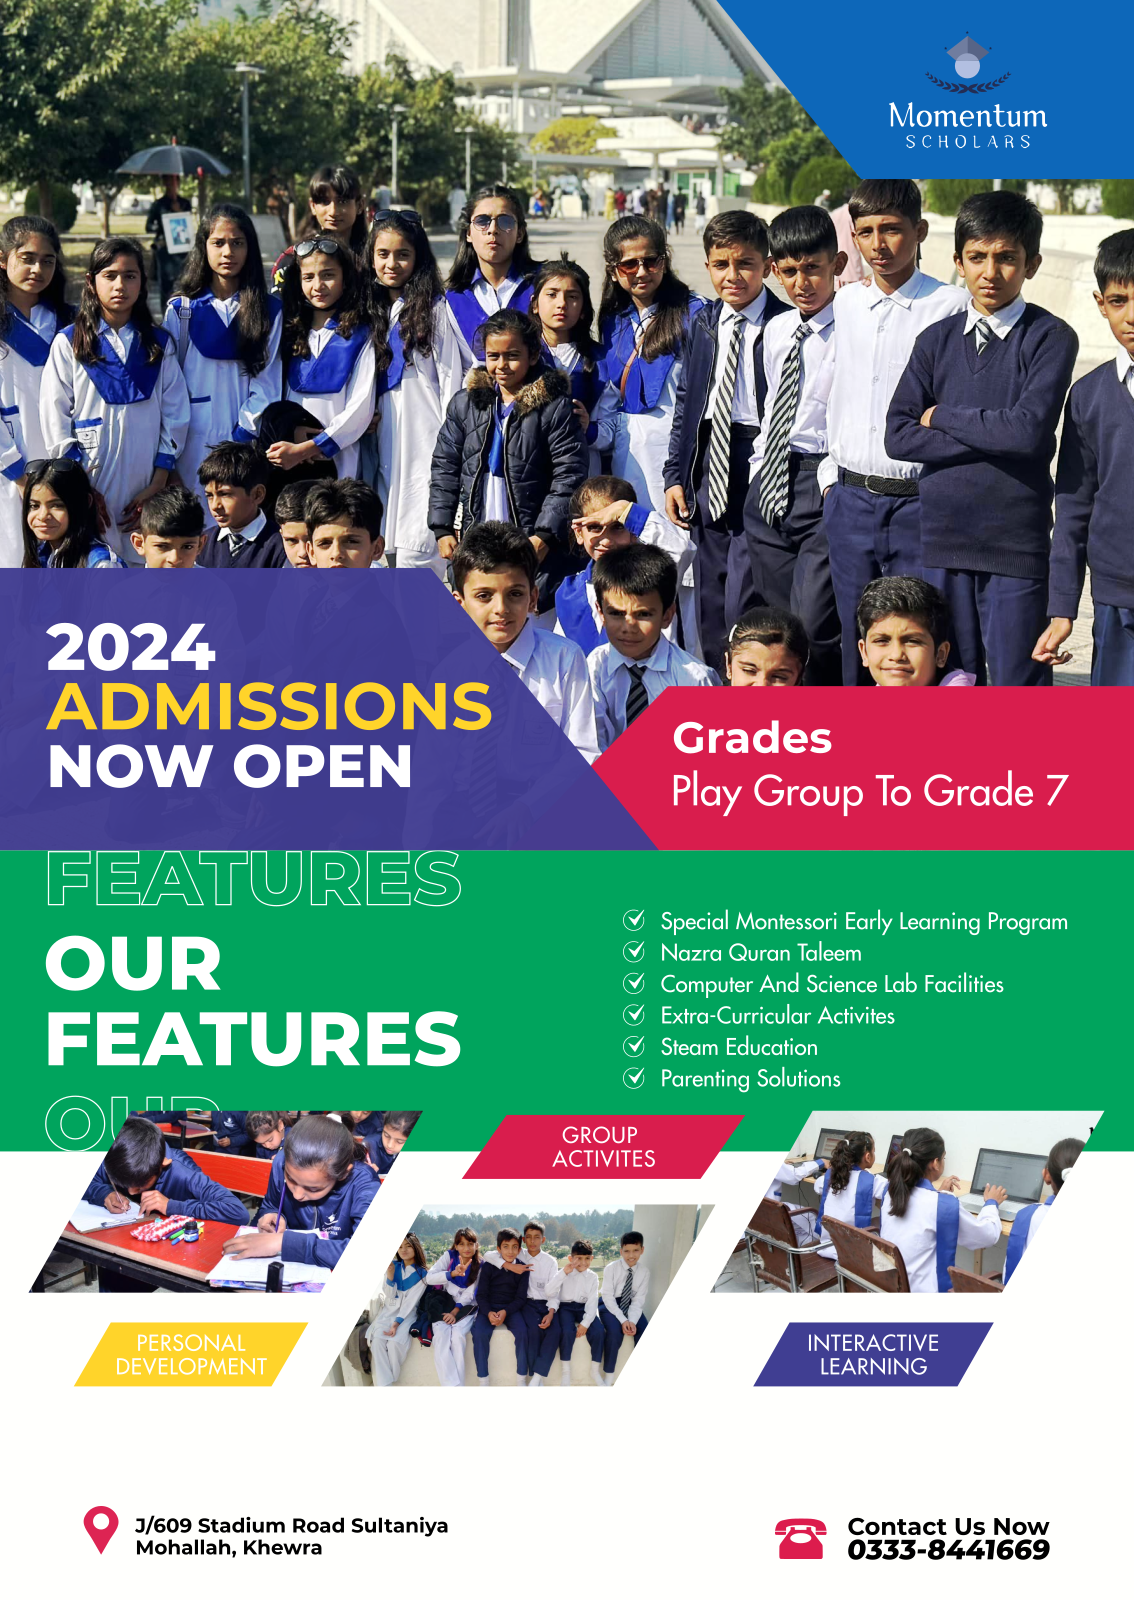 Momentum
SCHOLARS
2024
ADMISSIONS
NOW OPEN
Grades
Play Group To Grade 7
FEATURES
OUR
FEATURES
OUR
Special Montessori Early Learning Program
Nazra Quran Taleem
Computer And Science Lab Facilities
Extra-Curricular Activites
Steam Education
Parenting Solutions
GROUP
ACTIVITES
PERSONAL
DEVELOPMENT
INTERACTIVE
LEARNING
J/609 Stadium Road Sultaniya
Mohallah, Khewra
Contact Us Now
0333-8441669